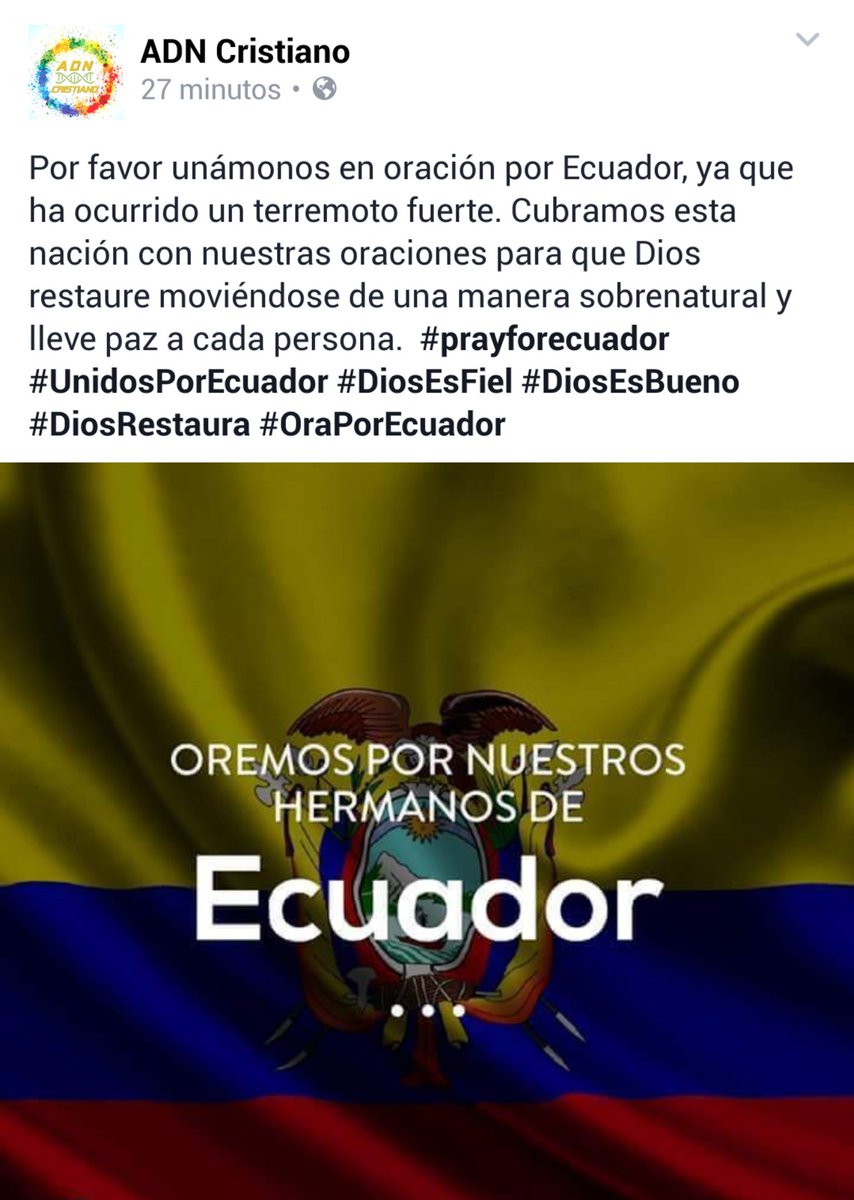 ADN
CRISTIANO
ADN Cristiano
27 minutos •
Por favor unámonos en oración por Ecuador, ya que
ha ocurrido un terremoto fuerte. Cubramos esta
nación con nuestras oraciones para que Dios
restaure moviéndose de una manera sobrenatural y
lleve paz a cada persona. #prayforecuador
#UnidosPorEcuador #DiosEsFiel #DiosEsBueno
#DiosRestaura #OraPorEcuador
OREMOS POR NUESTROS
HERMANOS DE
Ecuador
...